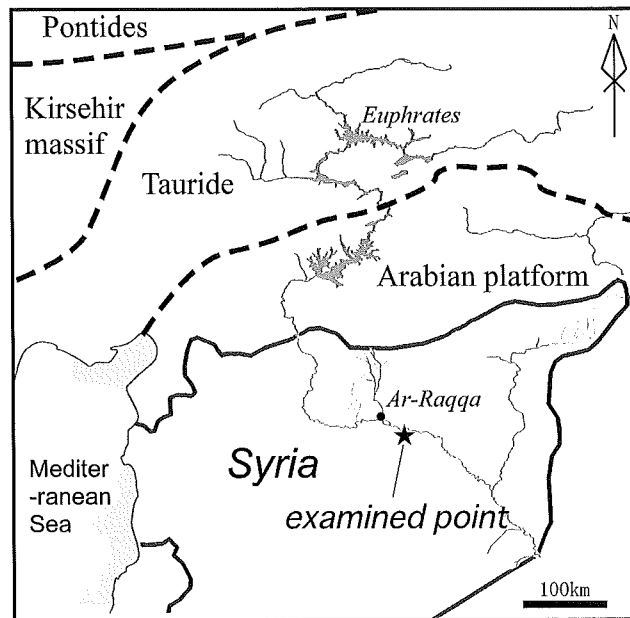 Pontides
N
Kirsehir
massif
Euphrates
Tauride
Arabian platform
Ar-Raqqa
Mediter
-ranean
Sea
Syria
examined point
100km